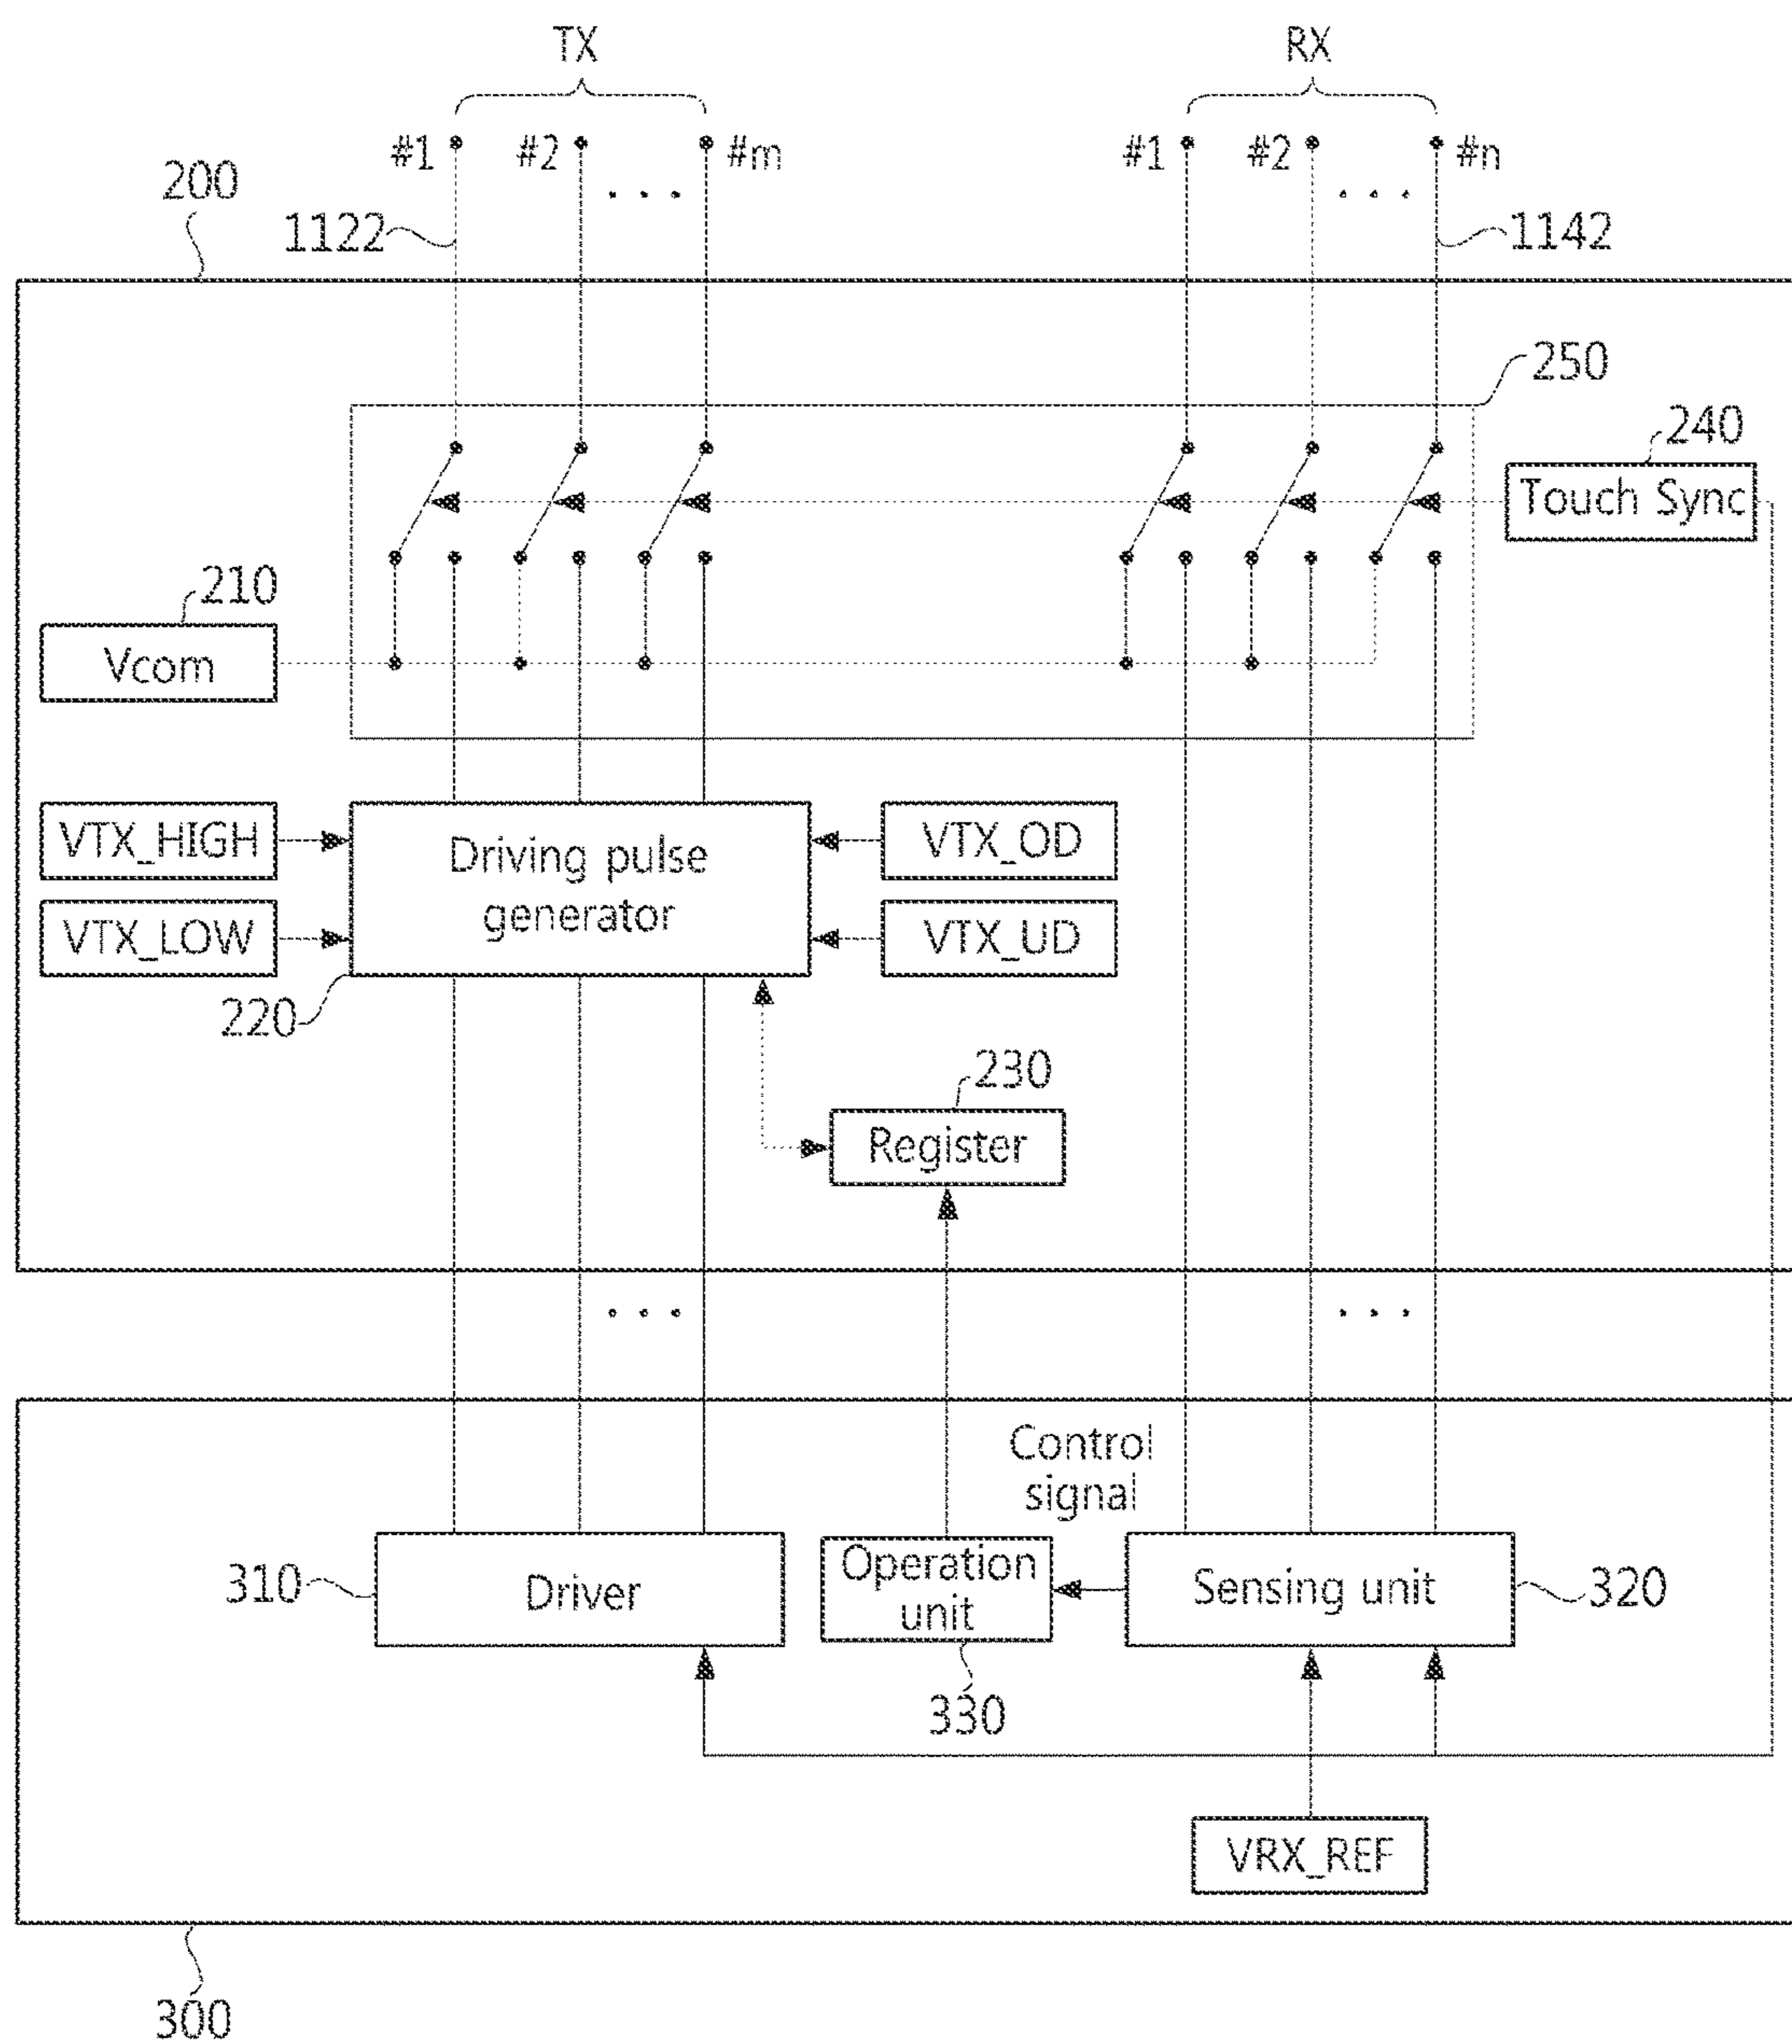 TX
RX
#1
#2
#m
#1
#2
#n
200
1122
1142
250
240
Touch Sync
210
Vcom
VTX_HIGH
Driving pulse
generator
VTX_OD
VTX_LOW
VTX_UD
220
230
Register
Control
signal
310
Driver
Operation
unit
Sensing unit
320
330
VRX_REF
300